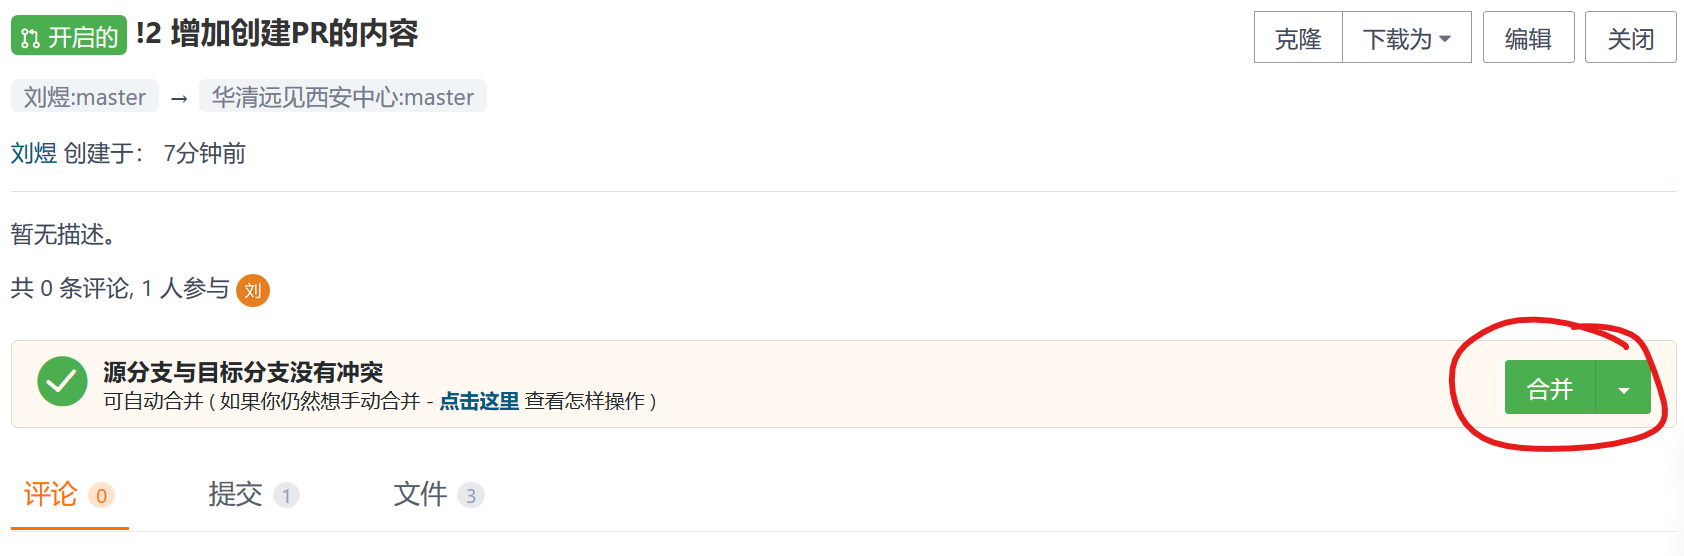 开启的 !2 增加创建PR的内容
克隆 下载为 编辑 关闭
刘煜:master → 华清远见西安中心:master
刘煜 创建于： 7分钟前
暂无描述。
共 0 条评论, 1 人参与 刘
源分支与目标分支没有冲突
可自动合并 ( 如果你仍然想手动合并 - 点击这里 查看怎样操作 )
合并
评论 0 提交 1 文件 3